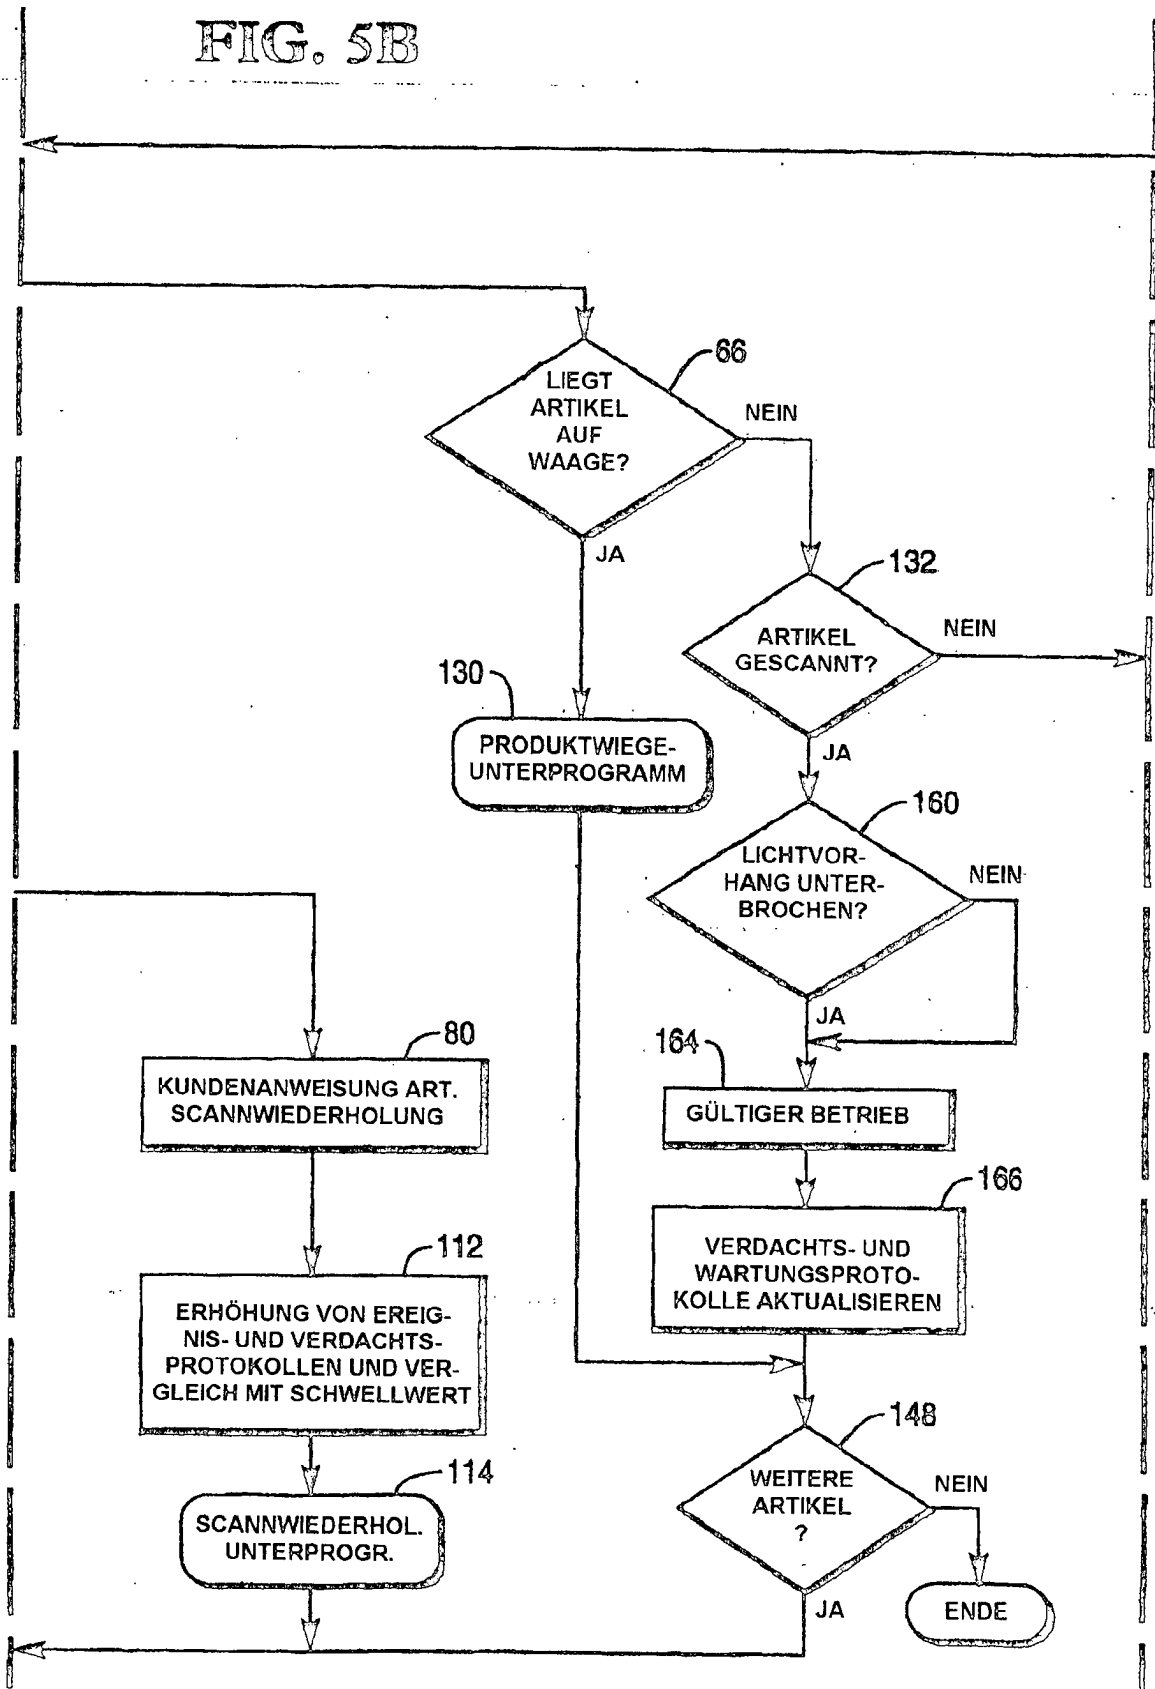 FIG. 5B
66
LIEGT
ARTIKEL
AUF
WAAGE?
NEIN
JA
132
ARTIKEL
GESCANNT?
NEIN
JA
130
PRODUKTWIEGE-
UNTERPROGRAMM
160
LICHTVOR-
HANG UNTER-
BROCHEN?
NEIN
JA
80
KUNDENANWEISUNG ART.
SCANNWIEDERHOLUNG
164
GÜLTIGER BETRIEB
166
VERDACHTS- UND
WARTUNGSPROTO-
KOLLE AKTUALISIEREN
112
ERHÖHUNG VON EREIG-
NIS- UND VERDACHTS-
PROTOKOLLEN UND VER-
GLEICH MIT SCHWELLWERT
148
WEITERE
ARTIKEL
?
NEIN
JA
114
SCANNWIEDERHOL.
UNTERPROGR.
ENDE